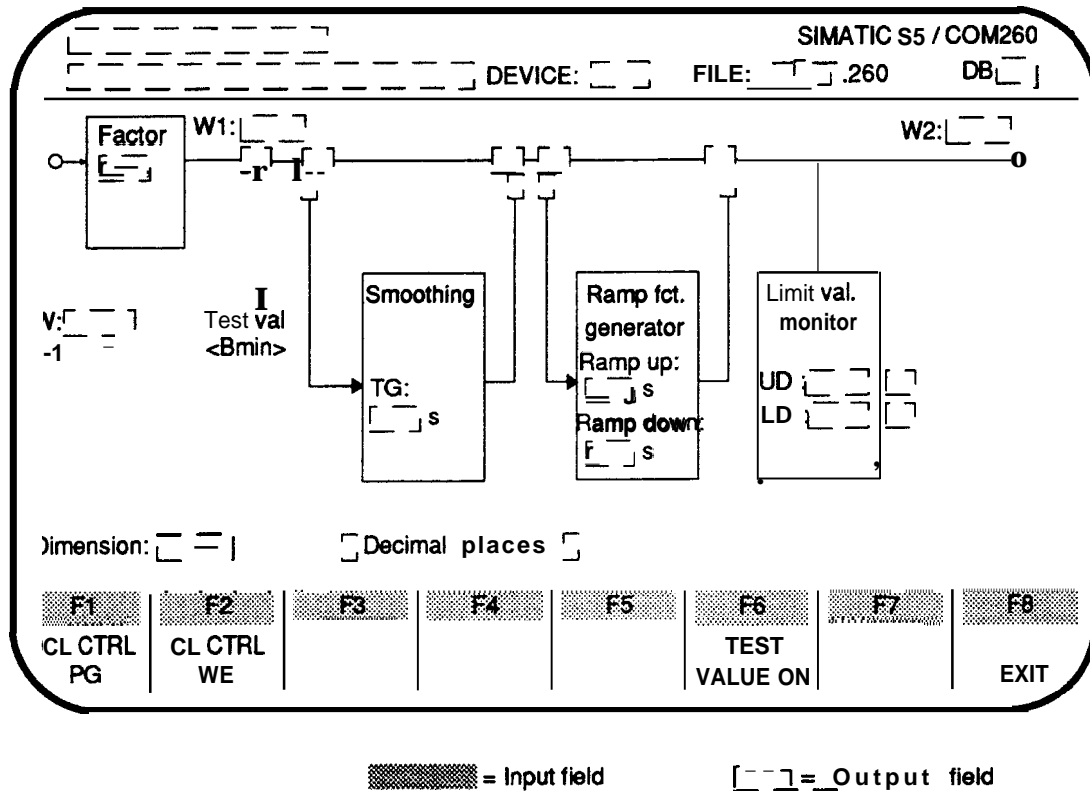 SIMATIC S5 / COM260
DEVICE: FILE: .260 DB
Factor
W1:
W2:
Smoothing
TG:
s
Ramp fct.
generator
Ramp up:
s
Ramp down:
s
Limit val.
monitor
UD :
LD :
Test val
<Bmin>
-1
Dimension: Decimal places
F1 F2 F3 F4 F5 F6 F7 F8
CL CTRL
PG
CL CTRL
WE
TEST
VALUE ON
EXIT
= Input field
= Output field